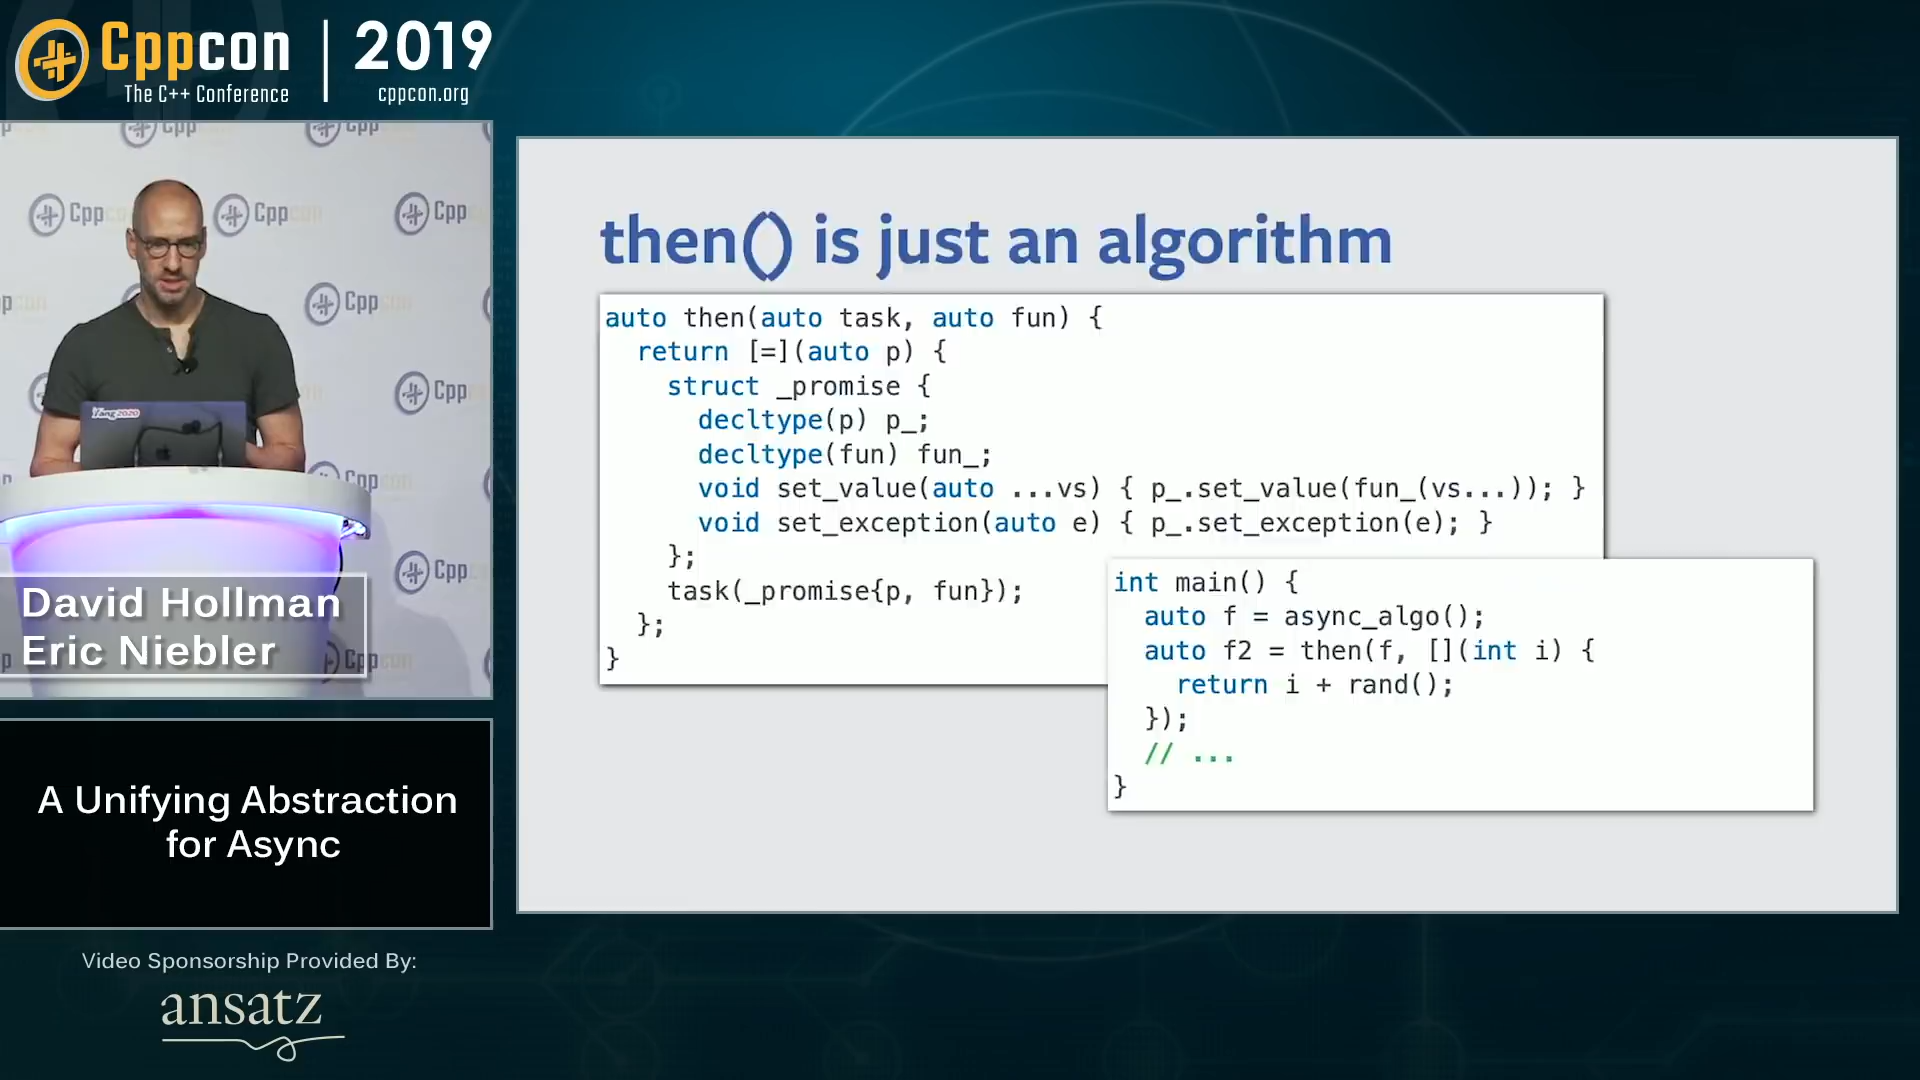 Cppcon
The C++ Conference
2019
cppcon.org
Yang2020
David Hollman
Eric Niebler
A Unifying Abstraction
for Async
Video Sponsorship Provided By:
ansatz
then() is just an algorithm
auto then(auto task, auto fun) {
  return [=](auto p) {
    struct _promise {
      decltype(p) p_;
      decltype(fun) fun_;
      void set_value(auto ...vs) { p_.set_value(fun_(vs...)); }
      void set_exception(auto e) { p_.set_exception(e); }
    };
    task(_promise{p, fun});
  };
}
int main() {
  auto f = async_algo();
  auto f2 = then(f, [](int i) {
    return i + rand();
  });
  // ...
}